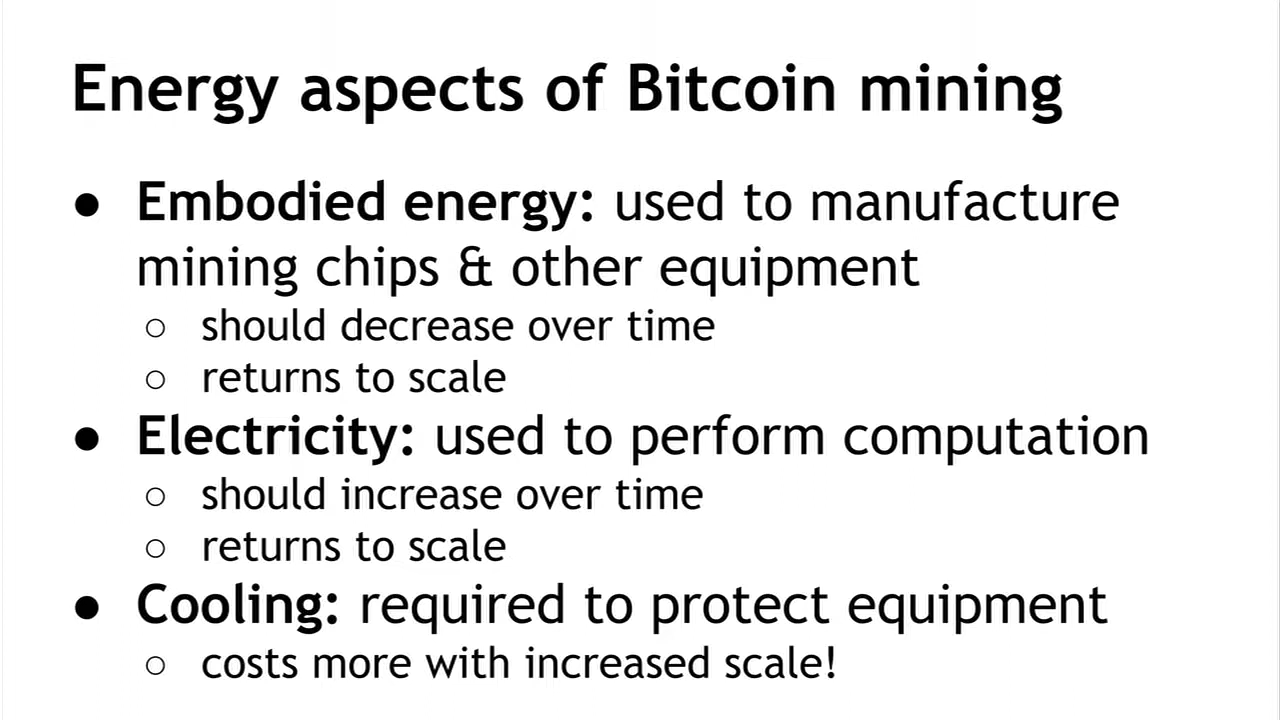 Energy aspects of Bitcoin mining
● Embodied energy: used to manufacture
mining chips & other equipment
○ should decrease over time
○ returns to scale
● Electricity: used to perform computation
○ should increase over time
○ returns to scale
● Cooling: required to protect equipment
○ costs more with increased scale!